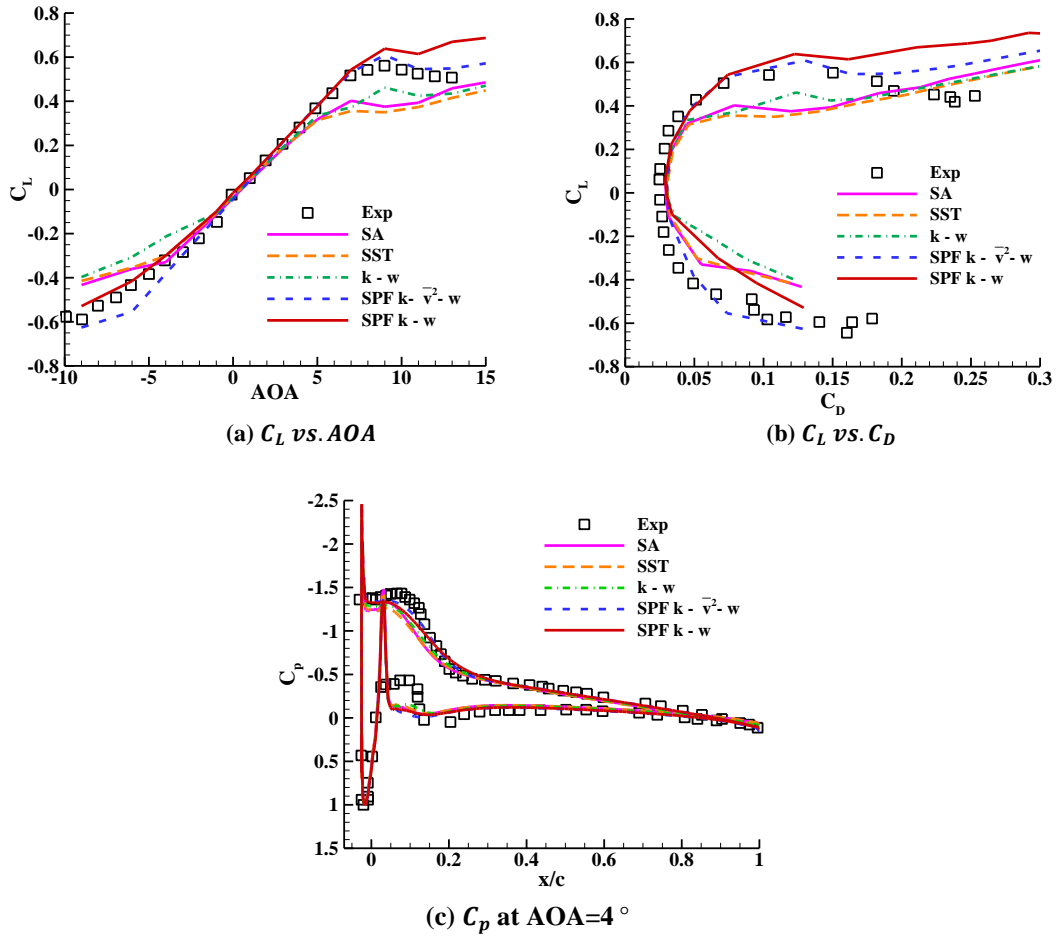 0.8
0.6
0.4
0.2
0
-0.2
-0.4
-0.6
-0.8
C_L
-10 -5 0 5 10 15
AOA
Exp
SA
SST
k - w
SPF k- v̅²- w
SPF k - w
(a) C_L vs. AOA
0.8
0.6
0.4
0.2
0
-0.2
-0.4
-0.6
-0.8
C_L
0 0.05 0.1 0.15 0.2 0.25 0.3
C_D
Exp
SA
SST
k - w
SPF k- v̅²- w
SPF k - w
(b) C_L vs. C_D
-2.5
-2
-1.5
-1
-0.5
0
0.5
1
1.5
C_p
0 0.2 0.4 0.6 0.8 1
x/c
Exp
SA
SST
k - w
SPF k- v̅²- w
SPF k - w
(c) C_p at AOA=4 °